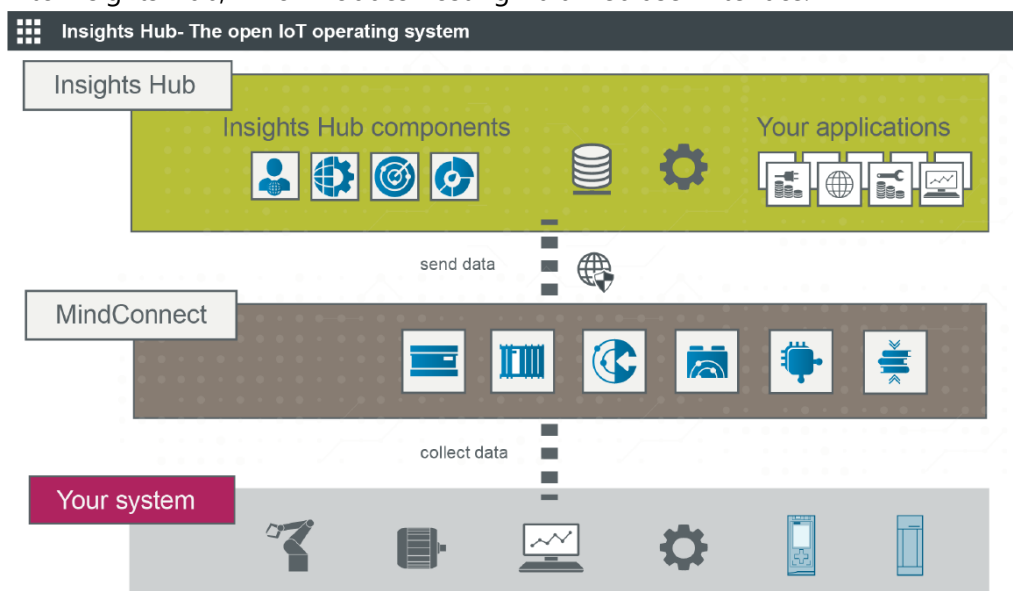 Insights Hub- The open IoT operating system
Insights Hub
Insights Hub components
Your applications
send data
MindConnect
collect data
Your system